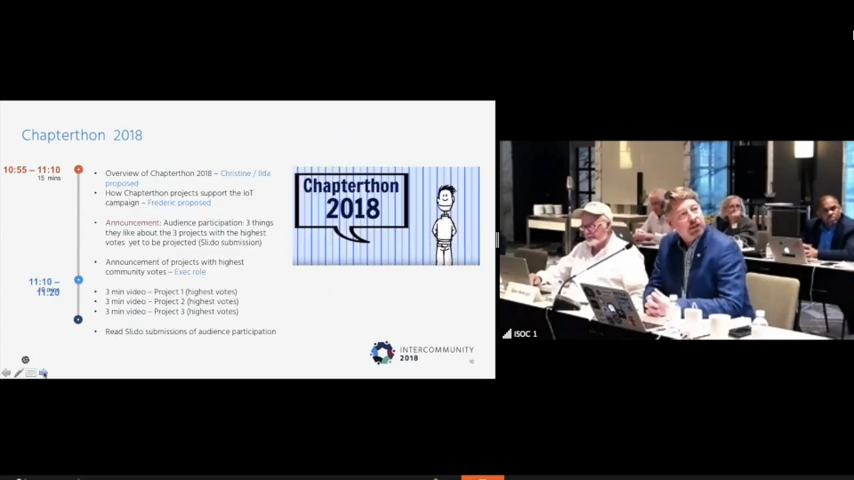 Chapterthon 2018
10:55 – 11:10
15 mins
• Overview of Chapterthon 2018 – Christine / Ilda
proposed
• How Chapterthon projects support the IoT
campaign – Frederic proposed
• Announcement: Audience participation: 3 things
they like about the 3 projects with the highest
votes yet to be projected (Sli.do submission)
• Announcement of projects with highest
community votes – Exec role
11:10 –
11:20
• 3 min video – Project 1 (highest votes)
• 3 min video – Project 2 (highest votes)
• 3 min video – Project 3 (highest votes)
• Read Sli.do submissions of audience participation
Chapterthon
2018
INTERCOMMUNITY
2018
ISOC 1